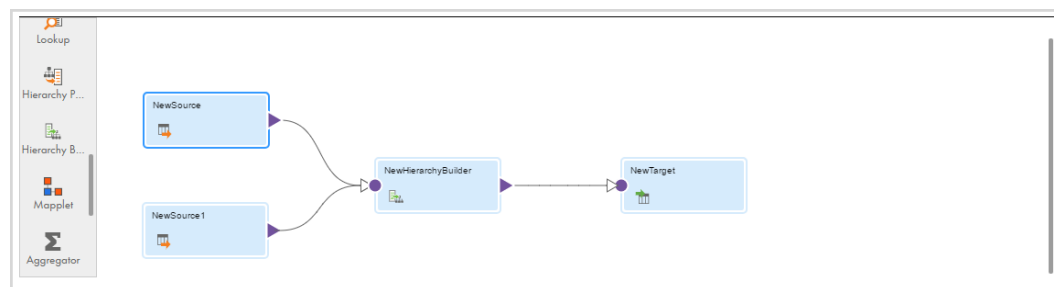 Lookup
Hierarchy P...
Hierarchy B...
Mapplet
Aggregator
NewSource
NewSource1
NewHierarchyBuilder
NewTarget